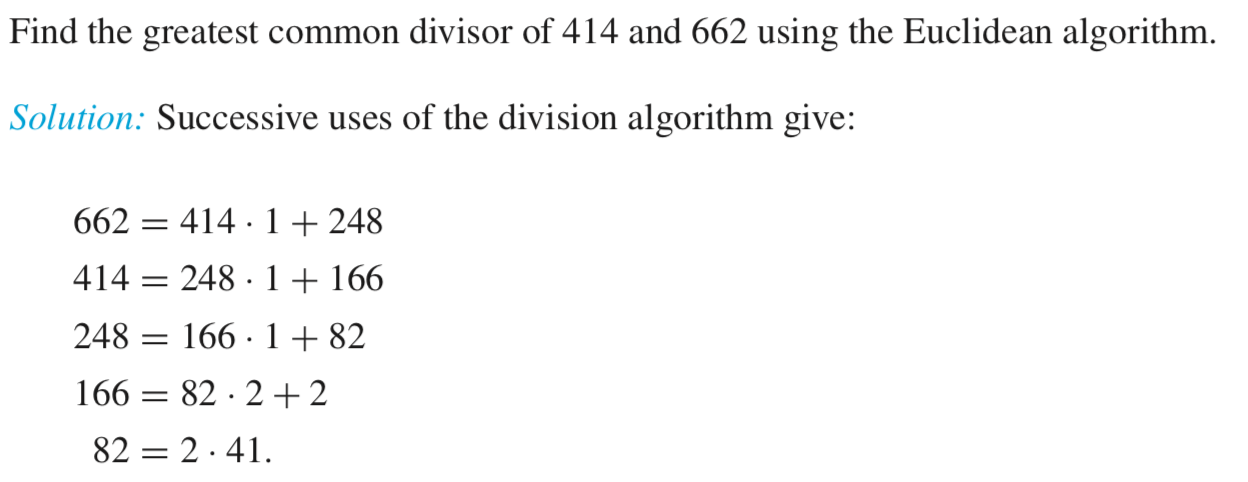 Find the greatest common divisor of 414 and 662 using the Euclidean algorithm.
Solution: Successive uses of the division algorithm give:
662 = 414 · 1 + 248
414 = 248 · 1 + 166
248 = 166 · 1 + 82
166 = 82 · 2 + 2
82 = 2 · 41.